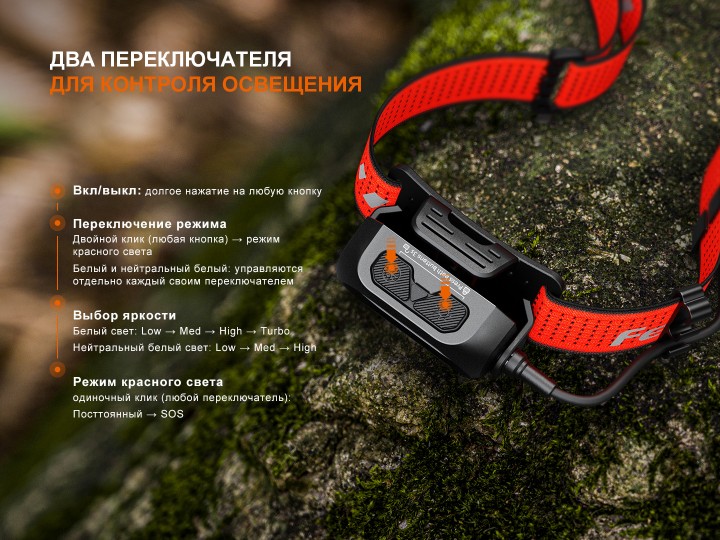 ДВА ПЕРЕКЛЮЧАТЕЛЯ
ДЛЯ КОНТРОЛЯ ОСВЕЩЕНИЯ
Вкл/выкл: долгое нажатие на любую кнопку
Переключение режима
Двойной клик (любая кнопка) → режим
красного света
Белый и нейтральный белый: управляются
отдельно каждый своим переключателем
Выбор яркости
Белый свет: Low → Med → High → Turbo
Нейтральный белый свет: Low → Med → High
Режим красного света
одиночный клик (любой переключатель):
Посттоянный → SOS